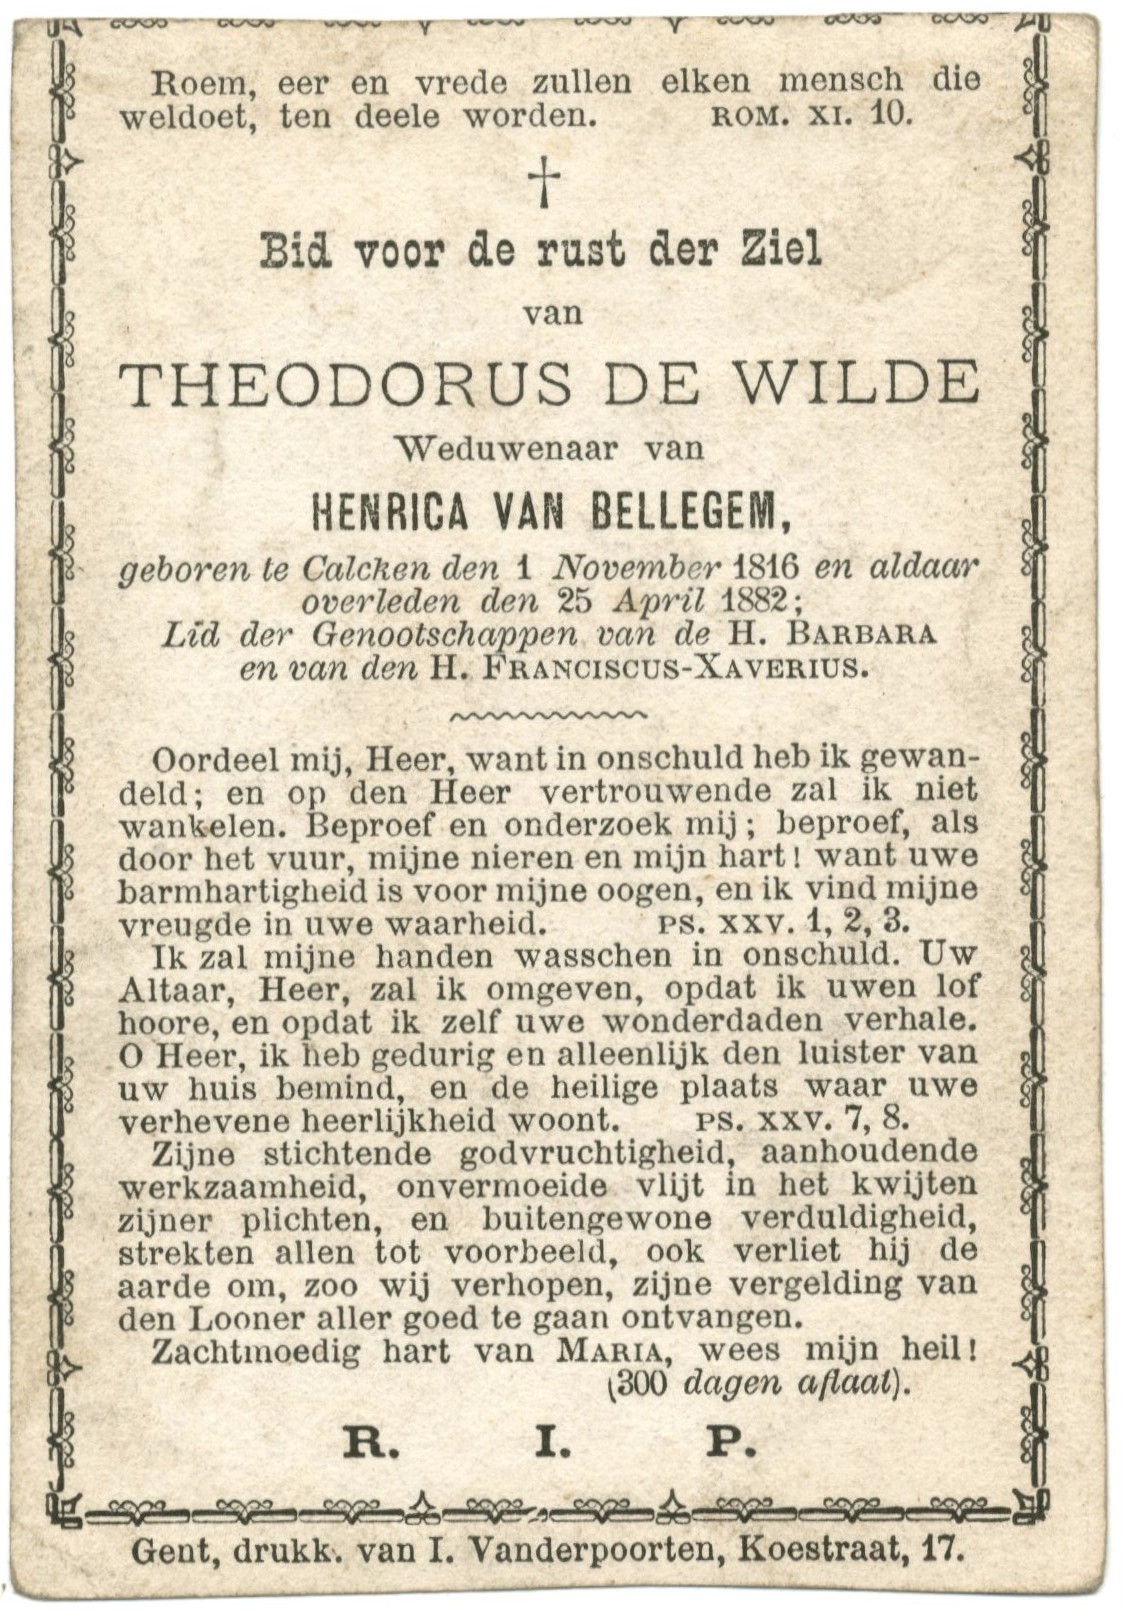 Roem, eer en vrede zullen elken mensch die
weldoet, ten deele worden. ROM. XI. 10.
†
Bid voor de rust der Ziel
van
THEODORUS DE WILDE
Weduwenaar van
HENRICA VAN BELLEGEM,
geboren te Calcken den 1 November 1816 en aldaar
overleden den 25 April 1882;
Lid der Genootschappen van de H. BARBARA
en van den H. FRANCISCUS-XAVERIUS.
Oordeel mij, Heer, want in onschuld heb ik gewan-
deld; en op den Heer vertrouwende zal ik niet
wankelen. Beproef en onderzoek mij; beproef, als
door het vuur, mijne nieren en mijn hart! want uwe
barmhartigheid is voor mijne oogen, en ik vind mijne
vreugde in uwe waarheid. PS. XXV. 1, 2, 3.
Ik zal mijne handen wasschen in onschuld. Uw
Altaar, Heer, zal ik omgeven, opdat ik uwen lof
hoore, en opdat ik zelf uwe wonderdaden verhale.
O Heer, ik heb gedurig en alleenlijk den luister van
uw huis bemind, en de heilige plaats waar uwe
verhevene heerlijkheid woont. PS. XXV. 7, 8.
Zijne stichtende godvruchtigheid, aanhoudende
werkzaamheid, onvermoeide vlijt in het kwijten
zijner plichten, en buitengewone verduldigheid,
strekten allen tot voorbeeld, ook verliet hij de
aarde om, zoo wij verhopen, zijne vergelding van
den Looner aller goed te gaan ontvangen.
Zachtmoedig hart van MARIA, wees mijn heil!
(300 dagen aflaat).
R. I. P.
Gent, drukk. van I. Vanderpoorten, Koestraat, 17.